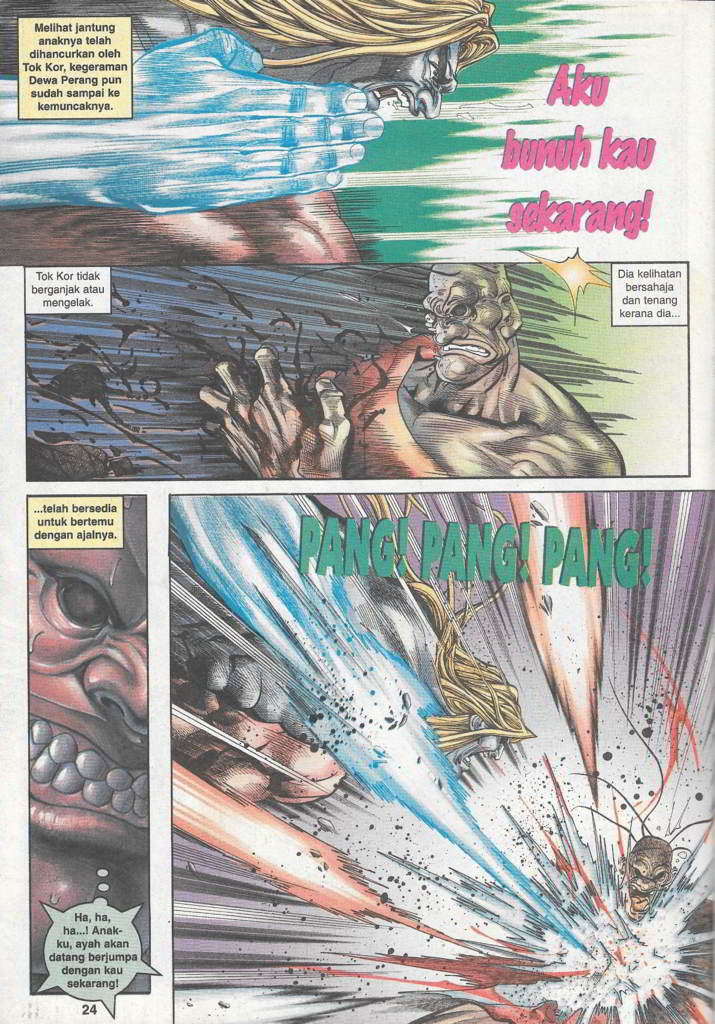 Melihat jantung
anaknya telah
dihancurkan oleh
Tok Kor, kegeraman
Dewa Perang pun
sudah sampai ke
kemuncaknya.
Aku
bunuh kau
sekarang!
Tok Kor tidak
berganjak atau
mengelak.
Dia kelihatan
bersahaja
dan tenang
kerana dia...
...telah bersedia
untuk bertemu
dengan ajalnya.
PANG! PANG! PANG!
Ha, ha,
ha...! Anak-
ku, ayah akan
datang berjumpa
dengan kau
sekarang!
24